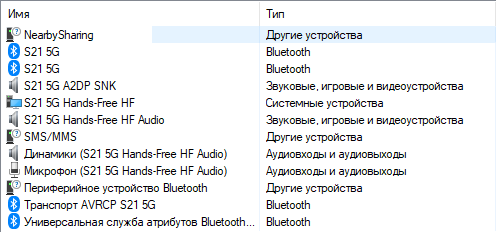 Имя Тип
NearbySharing Другие устройства
S21 5G Bluetooth
S21 5G Bluetooth
S21 5G A2DP SNK Звуковые, игровые и видеоустройства
S21 5G Hands-Free HF Системные устройства
S21 5G Hands-Free HF Audio Звуковые, игровые и видеоустройства
SMS/MMS Другие устройства
Динамики (S21 5G Hands-Free HF Audio) Аудиовходы и аудиовыходы
Микрофон (S21 5G Hands-Free HF Audio) Аудиовходы и аудиовыходы
Периферийное устройство Bluetooth Другие устройства
Транспорт AVRCP S21 5G Bluetooth
Универсальная служба атрибутов Bluetooth... Bluetooth